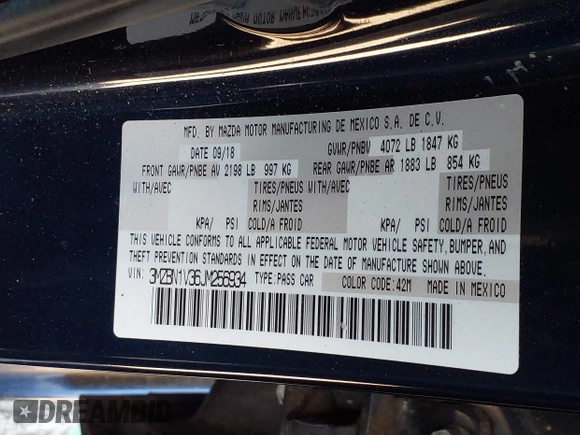 MFD. BY MAZDA MOTOR MANUFACTURING DE MEXICO S.A. DE C.V.
DATE 09/18 GVWR/PNBV 4072 LB 1847 KG
FRONT GAWR/PNBE AV 2198 LB 997 KG REAR GAWR/PNBE AR 1883 LB 854 KG
WITH/AVEC TIRES/PNEUS WITH/AVEC TIRES/PNEUS
RIMS/JANTES RIMS/JANTES
KPA/ PSI COLD/A FROID KPA/ PSI COLD/A FROID
THIS VEHICLE CONFORMS TO ALL APPLICABLE FEDERAL MOTOR VEHICLE SAFETY, BUMPER, AND
THEFT PREVENTION STANDARDS IN EFFECT ON THE DATE OF MANUFACTURE SHOWN ABOVE.
VIN: 3MZBN1V36JM256934 TYPE:PASS CAR COLOR CODE:42M MADE IN MEXICO
DREAMBID